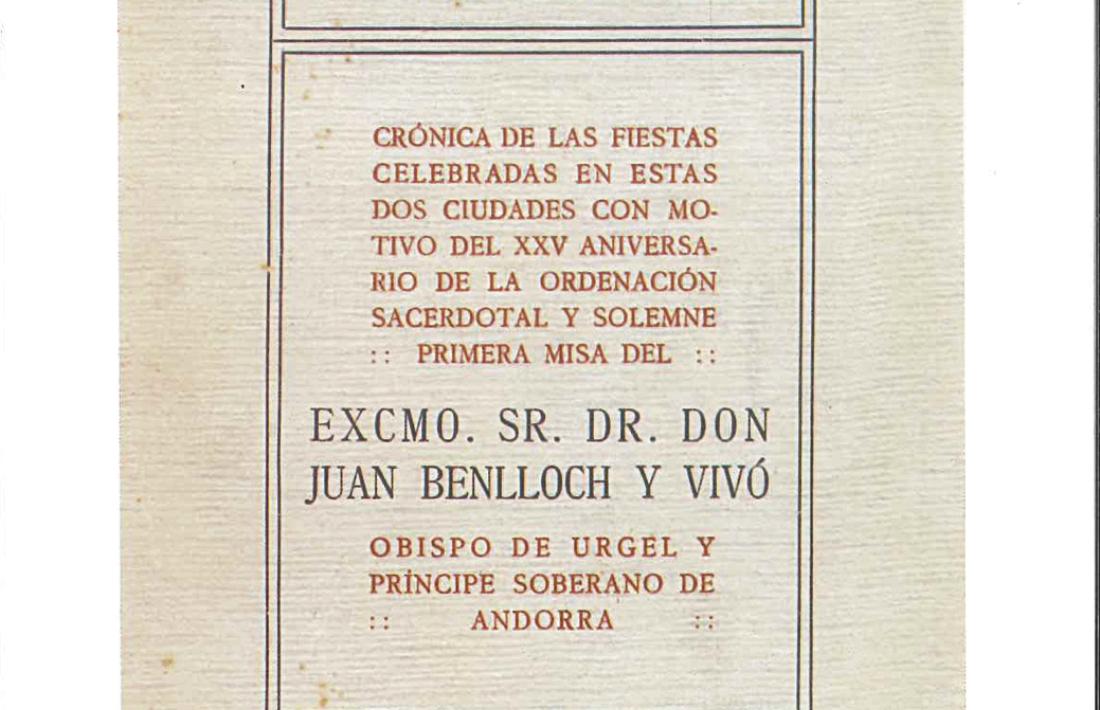 CRÓNICA DE LAS FIESTAS
CELEBRADAS EN ESTAS
DOS CIUDADES CON MO-
TIVO DEL XXV ANIVERSA-
RIO DE LA ORDENACIÓN
SACERDOTAL Y SOLEMNE
:: PRIMERA MISA DEL ::
EXCMO. SR. DR. DON
JUAN BENLLOCH Y VIVÓ
OBISPO DE URGEL Y
PRÍNCIPE SOBERANO DE
:: ANDORRA ::